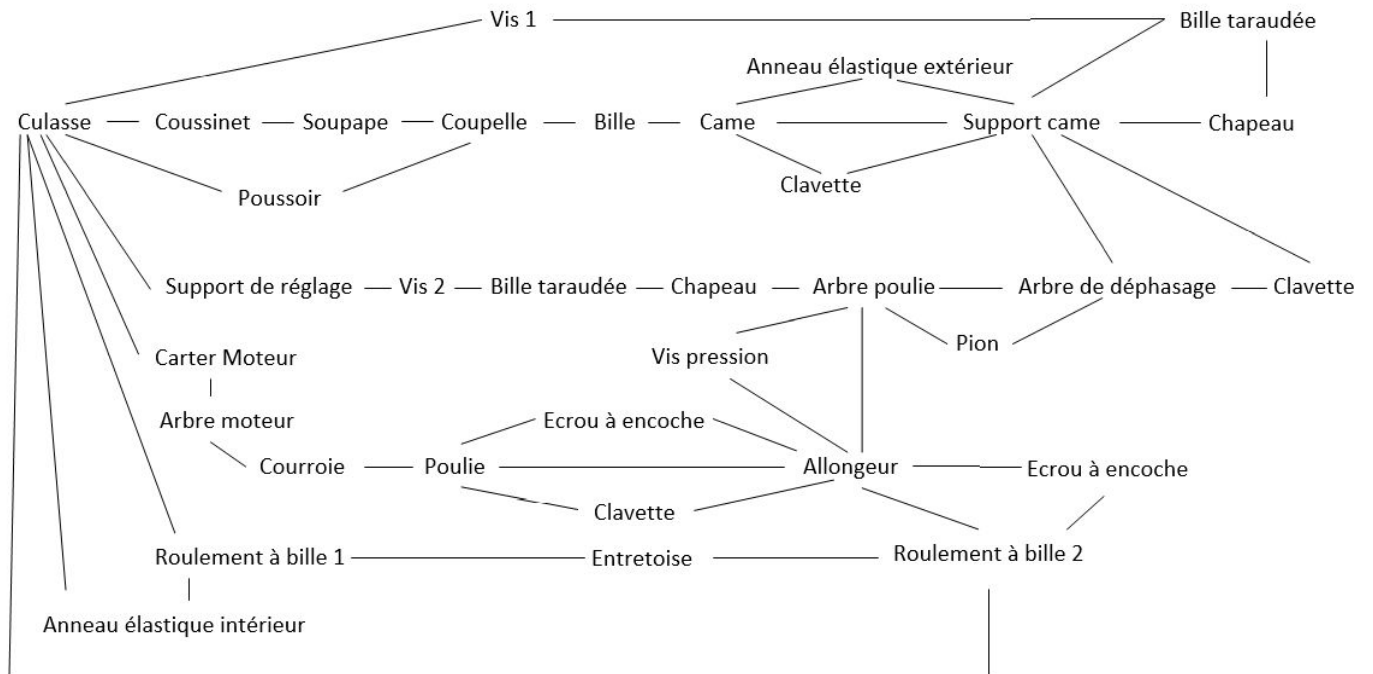 Vis 1
Bille taraudée
Anneau élastique extérieur
Culasse
Coussinet
Soupape
Coupelle
Bille
Came
Support came
Chapeau
Clavette
Poussoir
Support de réglage
Vis 2
Bille taraudée
Chapeau
Arbre poulie
Arbre de déphasage
Clavette
Pion
Vis pression
Carter Moteur
Arbre moteur
Ecrou à encoche
Courroie
Poulie
Allongeur
Ecrou à encoche
Clavette
Roulement à bille 1
Entretoise
Roulement à bille 2
Anneau élastique intérieur